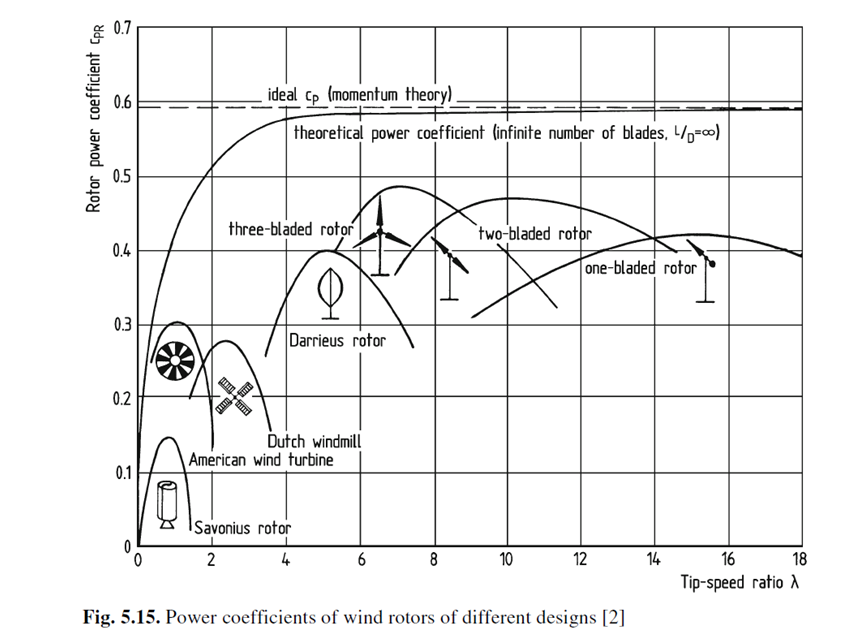 Rotor power coefficient cPR
0.7
0.6
0.5
0.4
0.3
0.2
0.1
0
ideal cP (momentum theory)
theoretical power coefficient (infinite number of blades, L/D=∞)
three-bladed rotor
two-bladed rotor
one-bladed rotor
Darrieus rotor
Dutch windmill
American wind turbine
Savonius rotor
0 2 4 6 8 10 12 14 16 18
Tip-speed ratio λ
Fig. 5.15. Power coefficients of wind rotors of different designs [2]